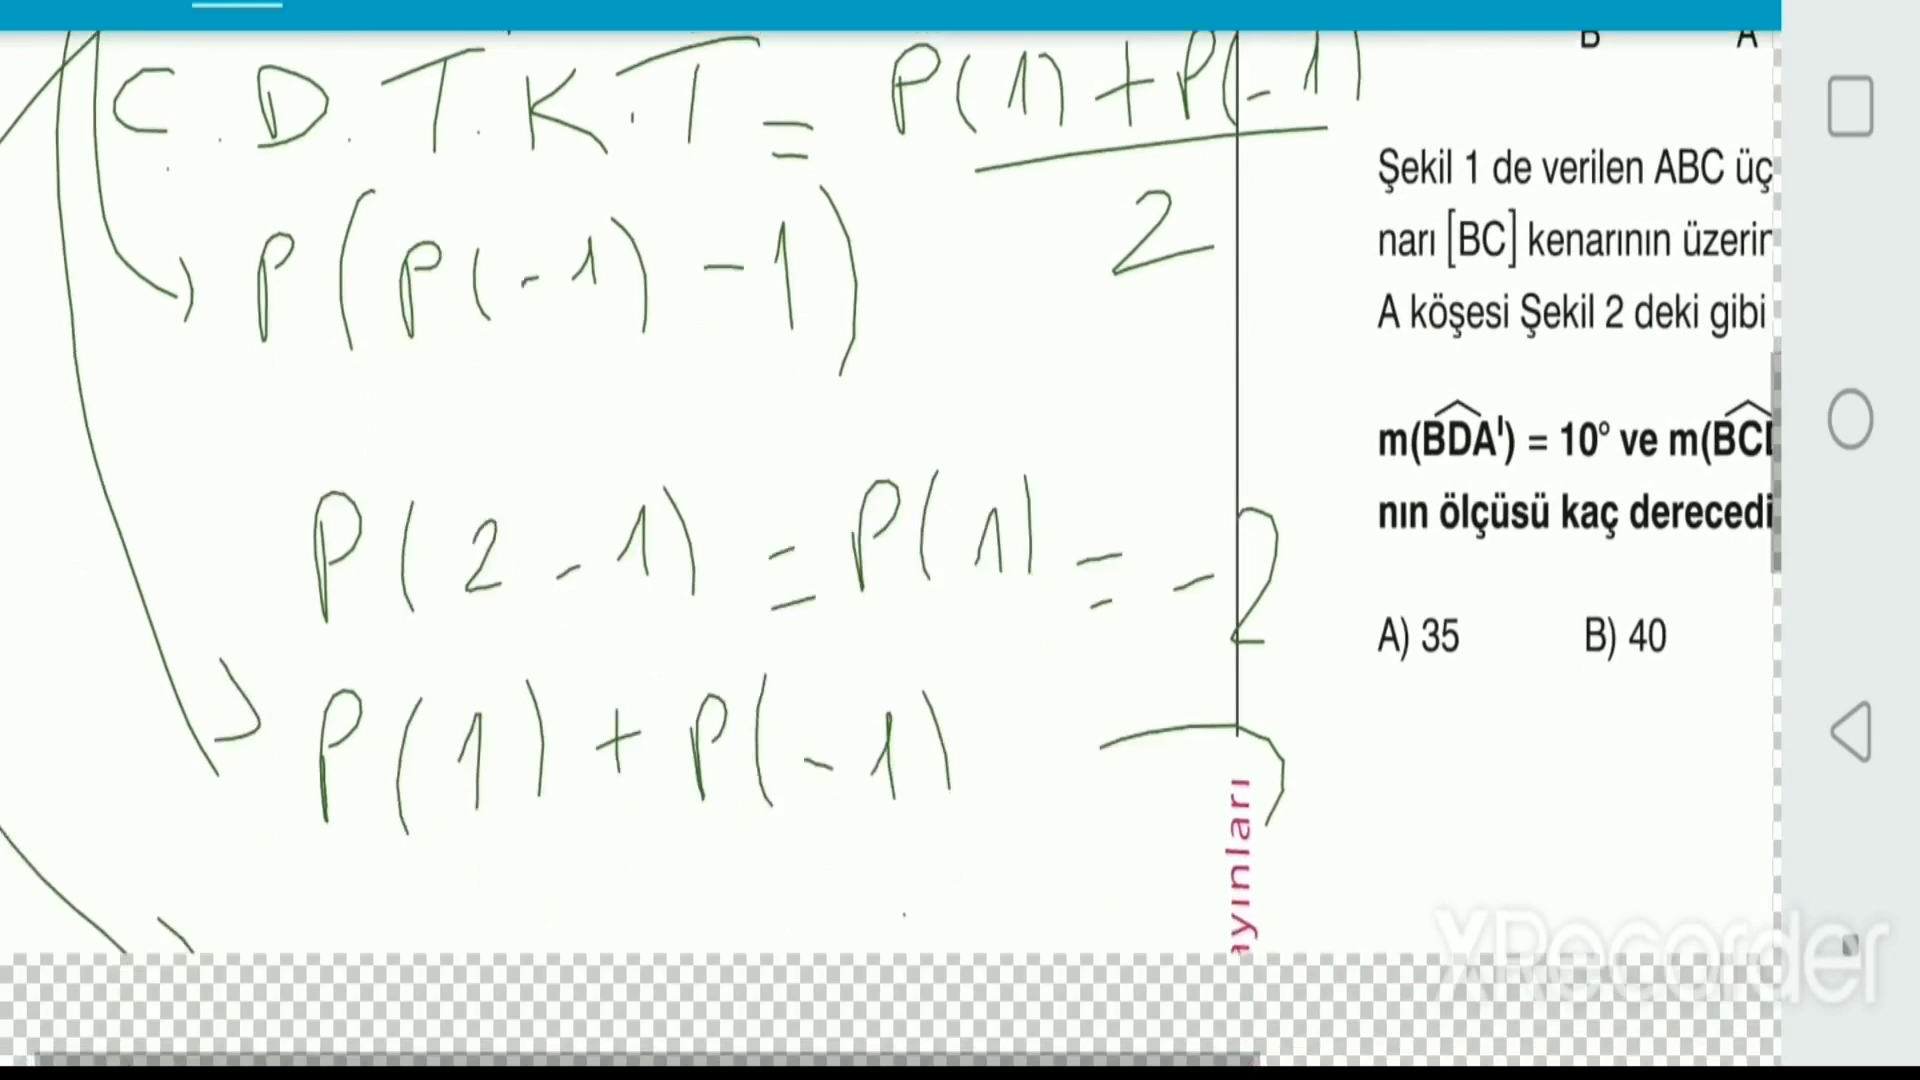 Ç.D.T.K.T = P(1)+P(-1)
2
P(P(-1)-1)
P(2-1) = P(1) = -2
P(1)+P(-1)
B A
Şekil 1 de verilen ABC üç
narı [BC] kenarının üzerin
A köşesi Şekil 2 deki gibi
m(BDA') = 10° ve m(BCD
nın ölçüsü kaç derecedi
A) 35 B) 40
ayınları
XRecorder